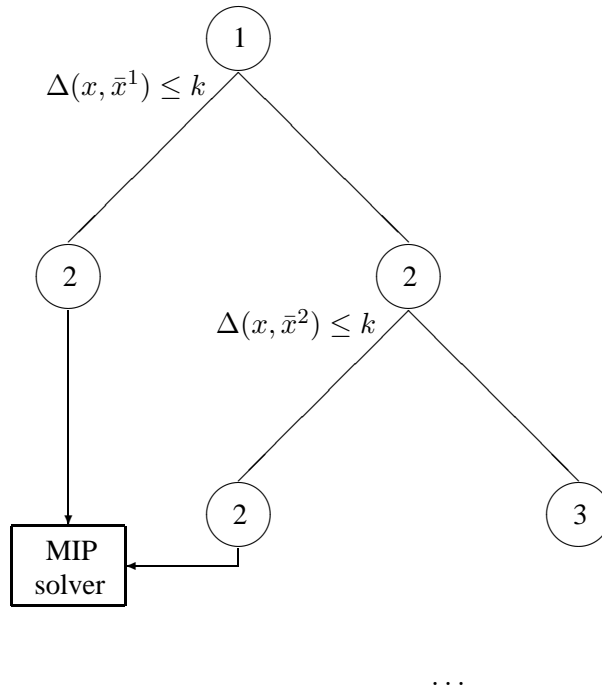 1
Δ(x, x̄¹) ≤ k
2
2
Δ(x, x̄²) ≤ k
2
3
MIP
solver
...